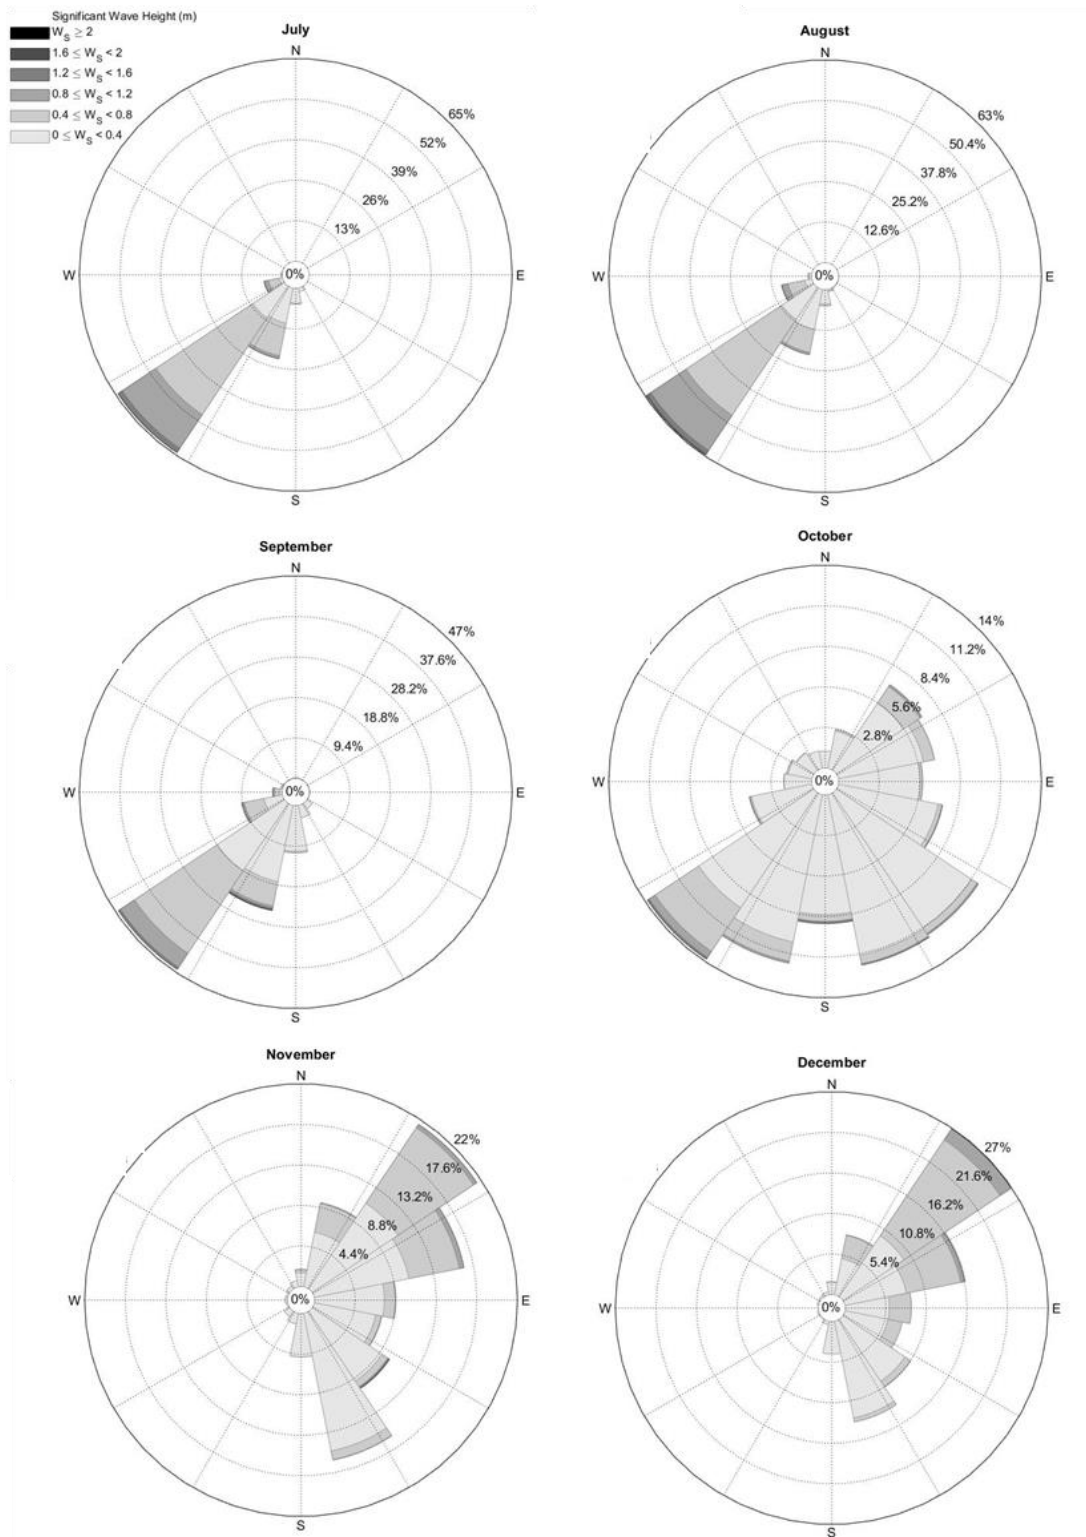 Significant Wave Height (m)
W_S ≥ 2
1.6 ≤ W_S < 2
1.2 ≤ W_S < 1.6
0.8 ≤ W_S < 1.2
0.4 ≤ W_S < 0.8
0 ≤ W_S < 0.4
July
N
65%
52%
39%
26%
13%
W
0%
E
S
August
N
63%
50.4%
37.8%
25.2%
12.6%
W
0%
E
S
September
N
47%
37.6%
28.2%
18.8%
9.4%
W
0%
E
S
October
N
14%
11.2%
8.4%
5.6%
2.8%
W
0%
E
S
November
N
22%
17.6%
13.2%
8.8%
4.4%
W
0%
E
S
December
N
27%
21.6%
16.2%
10.8%
5.4%
W
0%
E
S